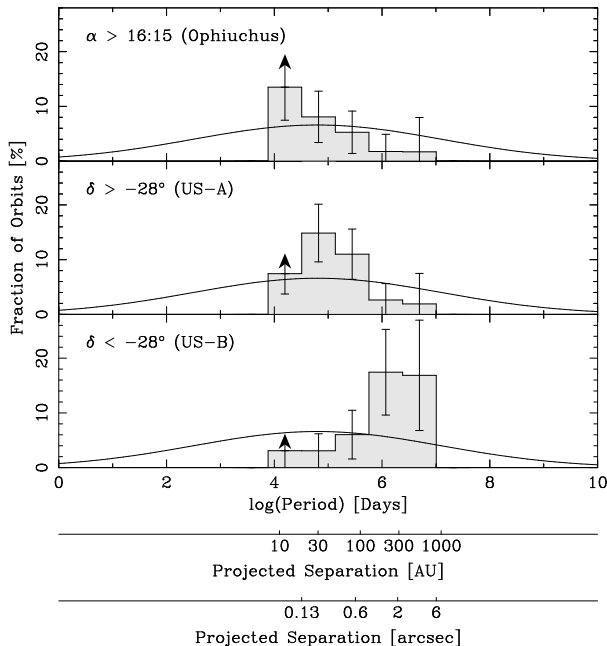 α > 16:15 (Ophiuchus)
20
10
0
δ > −28° (US−A)
20
10
0
δ < −28° (US−B)
20
10
0
Fraction of Orbits [%]
0 2 4 6 8 10
log(Period) [Days]
10 30 100 300 1000
Projected Separation [AU]
0.13 0.6 2 6
Projected Separation [arcsec]